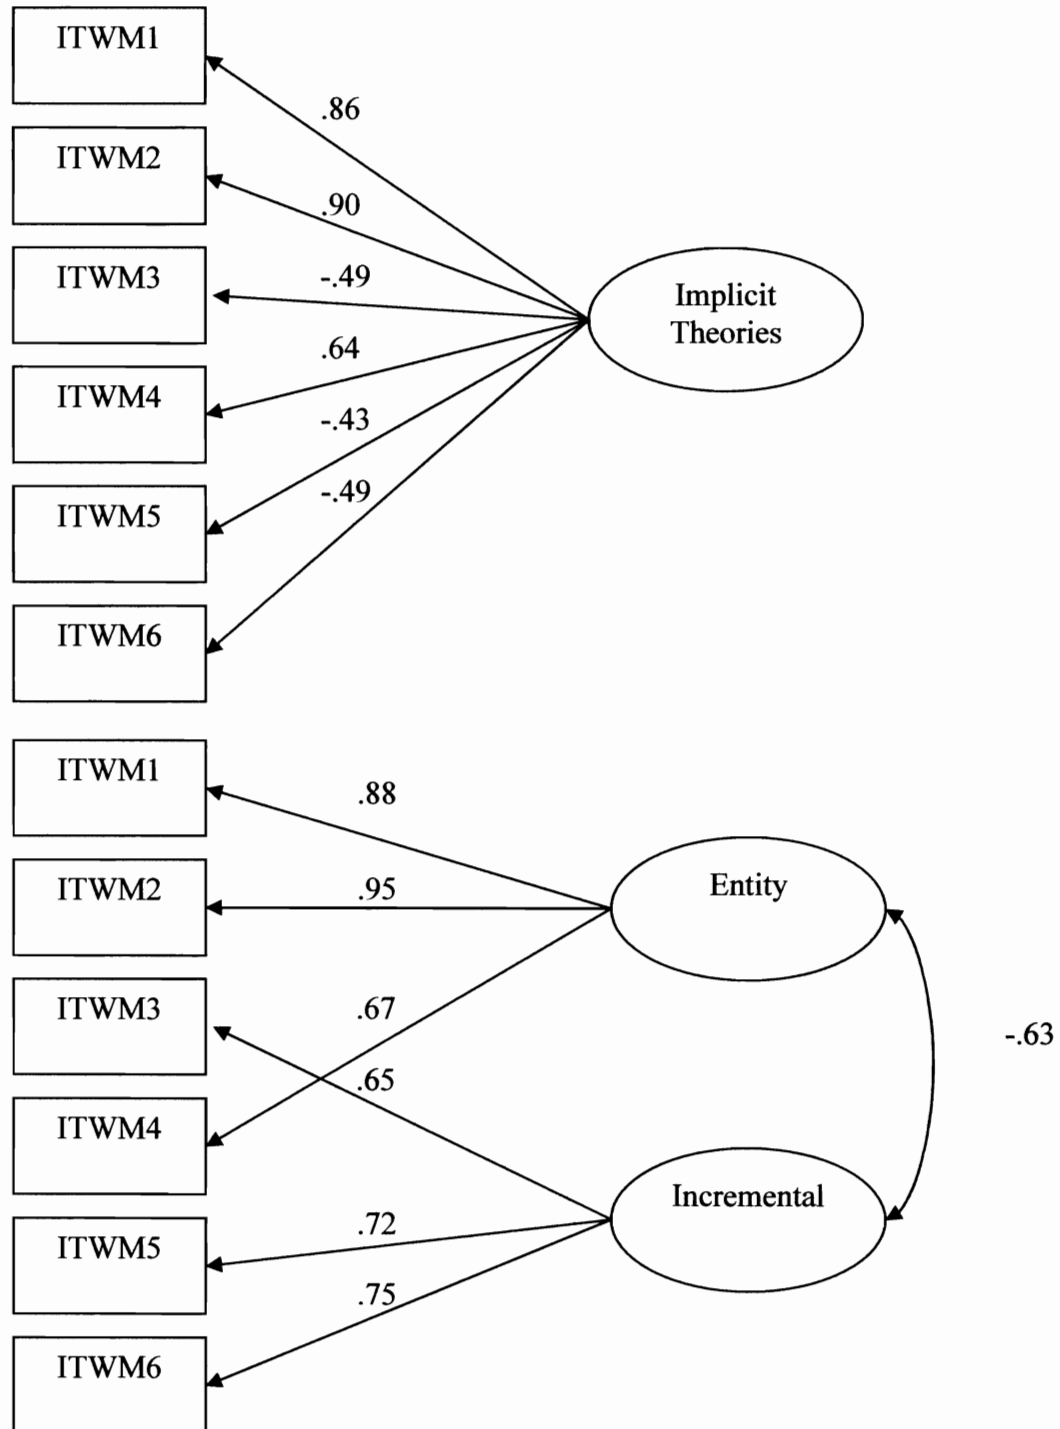 ITWM1
.86
ITWM2
.90
ITWM3
-.49
Implicit
Theories
.64
ITWM4
-.43
-.49
ITWM5
ITWM6
ITWM1
.88
ITWM2
.95
Entity
ITWM3
.67
-.63
.65
ITWM4
Incremental
ITWM5
.72
.75
ITWM6